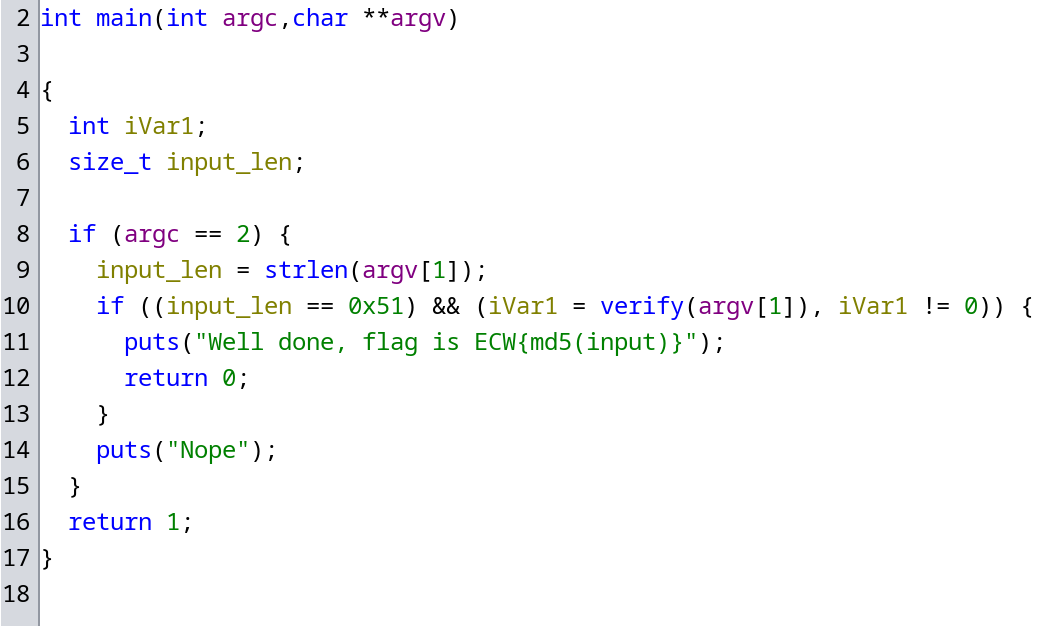 2 int main(int argc,char **argv)
3
4 {
5   int iVar1;
6   size_t input_len;
7
8   if (argc == 2) {
9     input_len = strlen(argv[1]);
10     if ((input_len == 0x51) && (iVar1 = verify(argv[1]), iVar1 != 0)) {
11       puts("Well done, flag is ECW{md5(input)}");
12       return 0;
13     }
14     puts("Nope");
15   }
16   return 1;
17 }
18